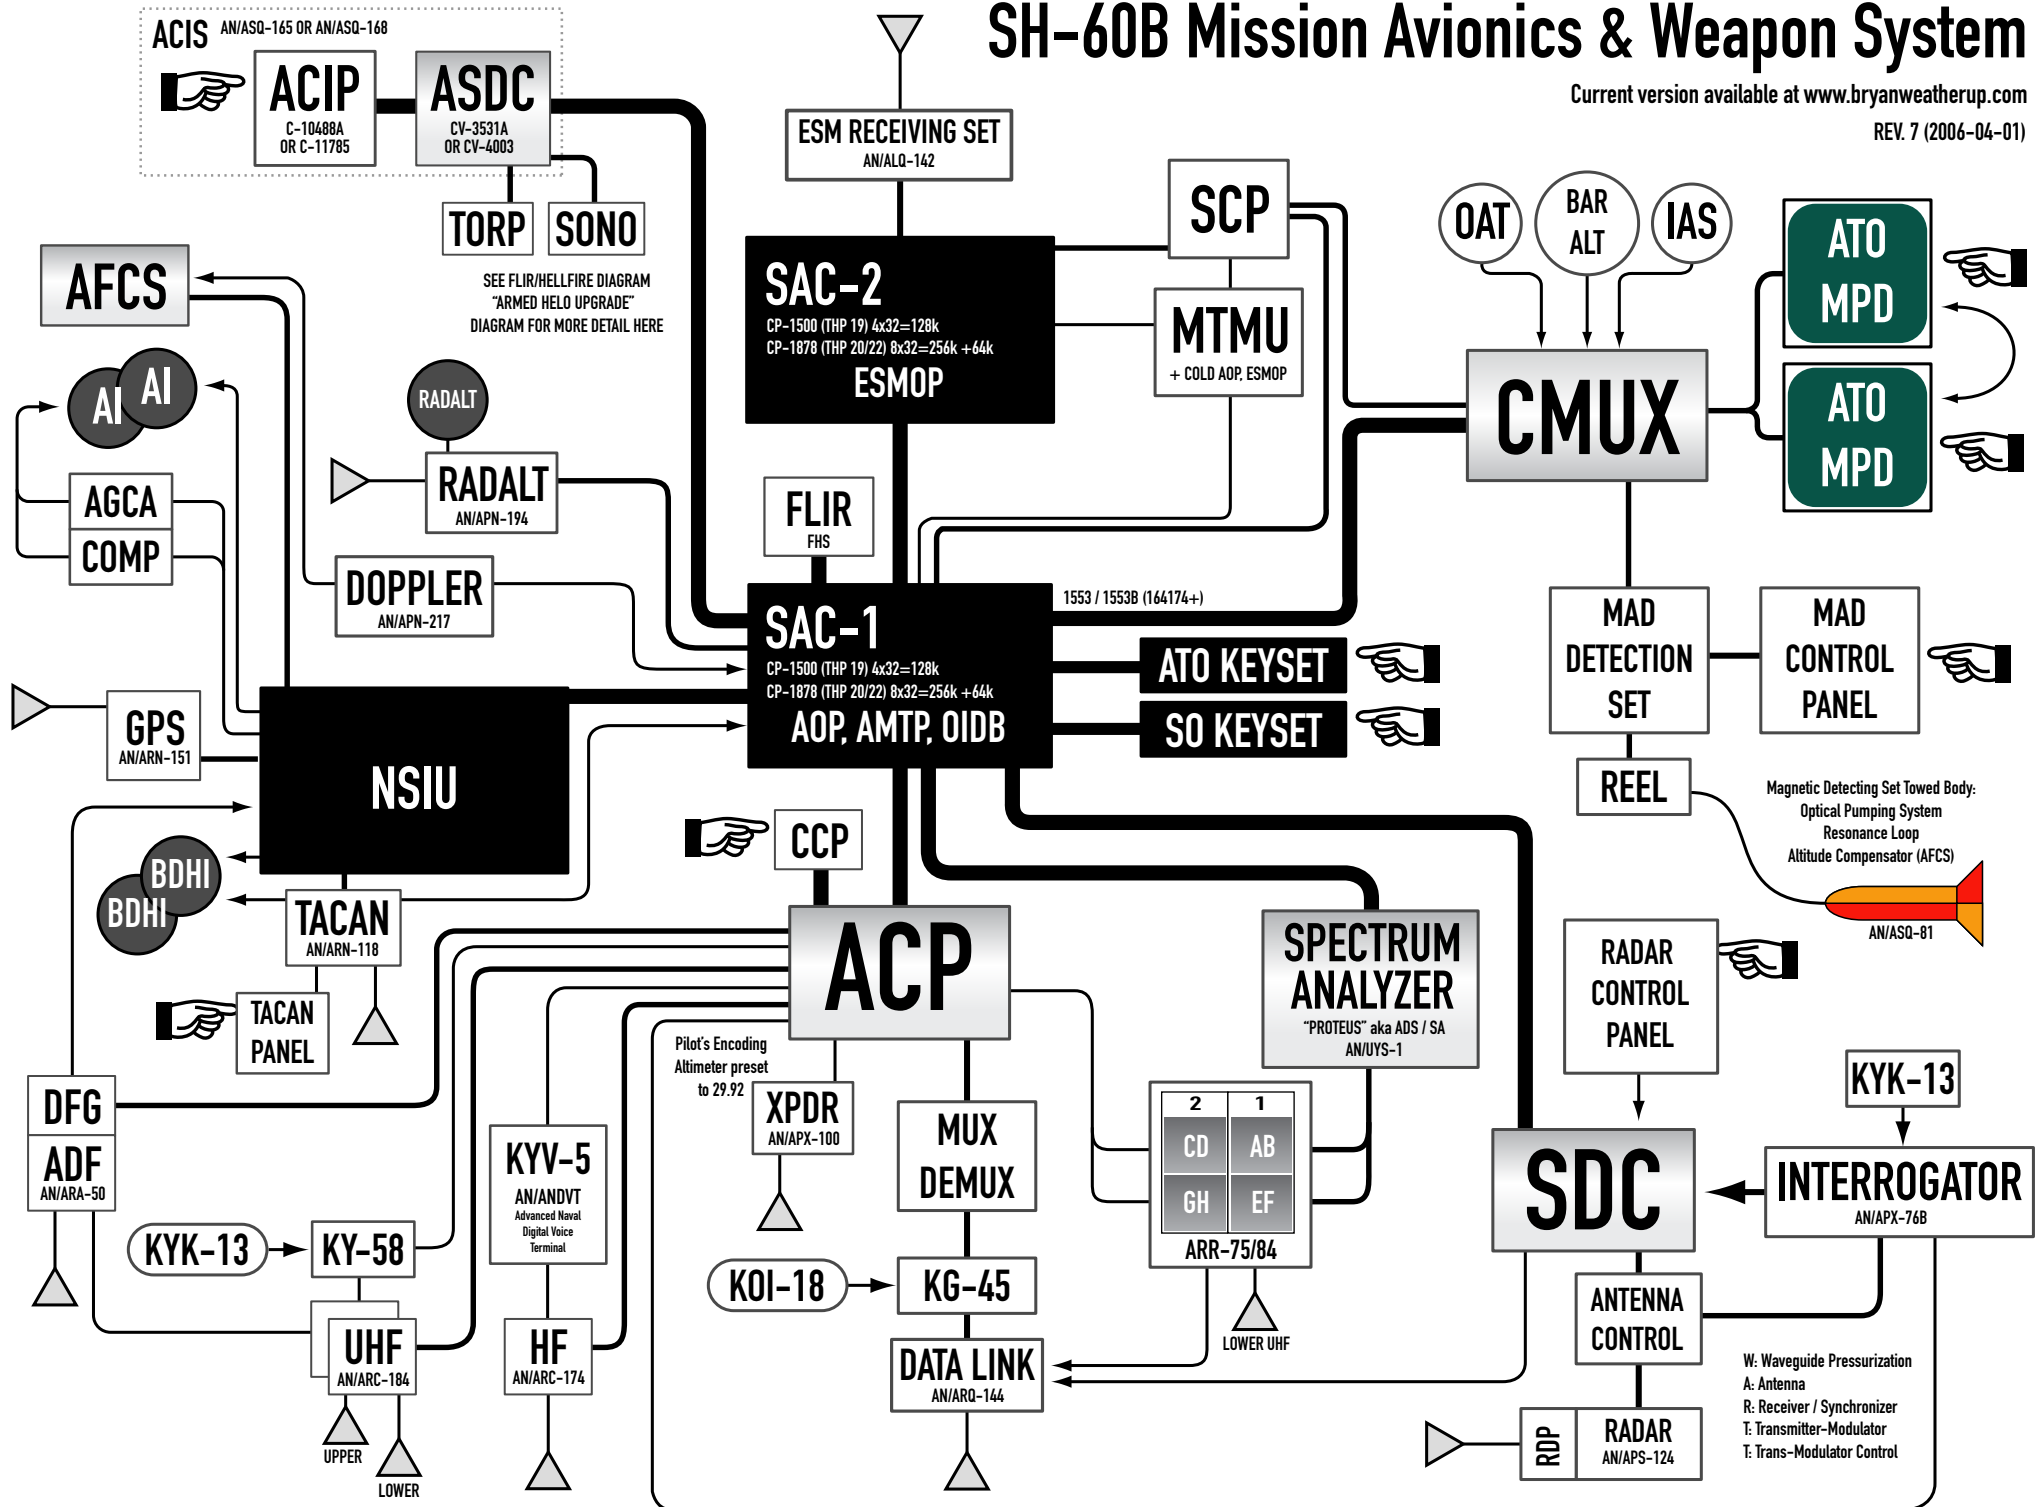 SH-60B Mission Avionics & Weapon System
Current version available at www.bryanweatherup.com
REV. 7 (2006-04-01)
ACIS AN/ASQ-165 OR AN/ASQ-168
ACIP
C-10488A
OR C-11785
ASDC
CV-3531A
OR CV-4003
TORP
SONO
SEE FLIR/HELLFIRE DIAGRAM
"ARMED HELO UPGRADE"
DIAGRAM FOR MORE DETAIL HERE
ESM RECEIVING SET
AN/ALQ-142
SCP
OAT
BAR
ALT
IAS
ATO
MPD
ATO
MPD
AFCS
SAC-2
CP-1500 (THP 19) 4x32=128k
CP-1878 (THP 20/22) 8x32=256k +64k
ESMOP
MTMU
+ COLD AOP, ESMOP
CMUX
AI
AI
RADALT
RADALT
AN/APN-194
AGCA
COMP
FLIR
FHS
DOPPLER
AN/APN-217
1553 / 1553B (164174+)
SAC-1
CP-1500 (THP 19) 4x32=128k
CP-1878 (THP 20/22) 8x32=256k +64k
AOP, AMTP, OIDB
ATO KEYSET
SO KEYSET
MAD
DETECTION
SET
MAD
CONTROL
PANEL
GPS
AN/ARN-151
NSIU
REEL
Magnetic Detecting Set Towed Body:
Optical Pumping System
Resonance Loop
Altitude Compensator (AFCS)
AN/ASQ-81
CCP
BDHI
BDHI
TACAN
AN/ARN-118
TACAN
PANEL
ACP
SPECTRUM
ANALYZER
"PROTEUS" aka ADS / SA
AN/UYS-1
RADAR
CONTROL
PANEL
Pilot's Encoding
Altimeter preset
to 29.92
XPDR
AN/APX-100
MUX
DEMUX
2 1
CD AB
GH EF
ARR-75/84
KYK-13
DFG
ADF
AN/ARA-50
KYV-5
AN/ANDVT
Advanced Naval
Digital Voice
Terminal
SDC
INTERROGATOR
AN/APX-76B
KYK-13
KY-58
KOI-18
KG-45
LOWER UHF
ANTENNA
CONTROL
UHF
AN/ARC-184
UPPER
LOWER
HF
AN/ARC-174
DATA LINK
AN/ARQ-144
W: Waveguide Pressurization
A: Antenna
R: Receiver / Synchronizer
T: Transmitter-Modulator
T: Trans-Modulator Control
RDP
RADAR
AN/APS-124